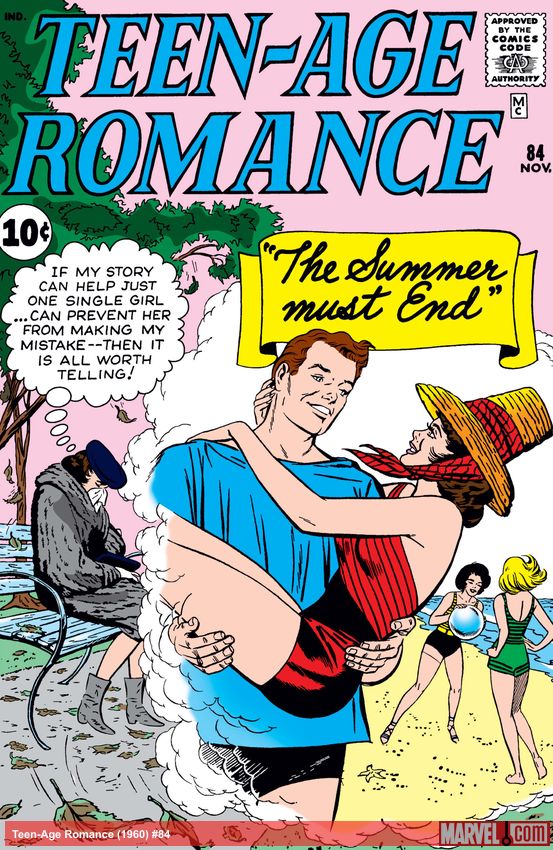 IND.
TEEN-AGE
ROMANCE
APPROVED
BY THE
COMICS
CODE
CA
AUTHORITY
M
C
84
NOV.
10¢
"The Summer
must End"
IF MY STORY
CAN HELP JUST
ONE SINGLE GIRL
...CAN PREVENT HER
FROM MAKING MY
MISTAKE--THEN IT
IS ALL WORTH
TELLING!
Teen-Age Romance (1960) #84
MARVEL.com